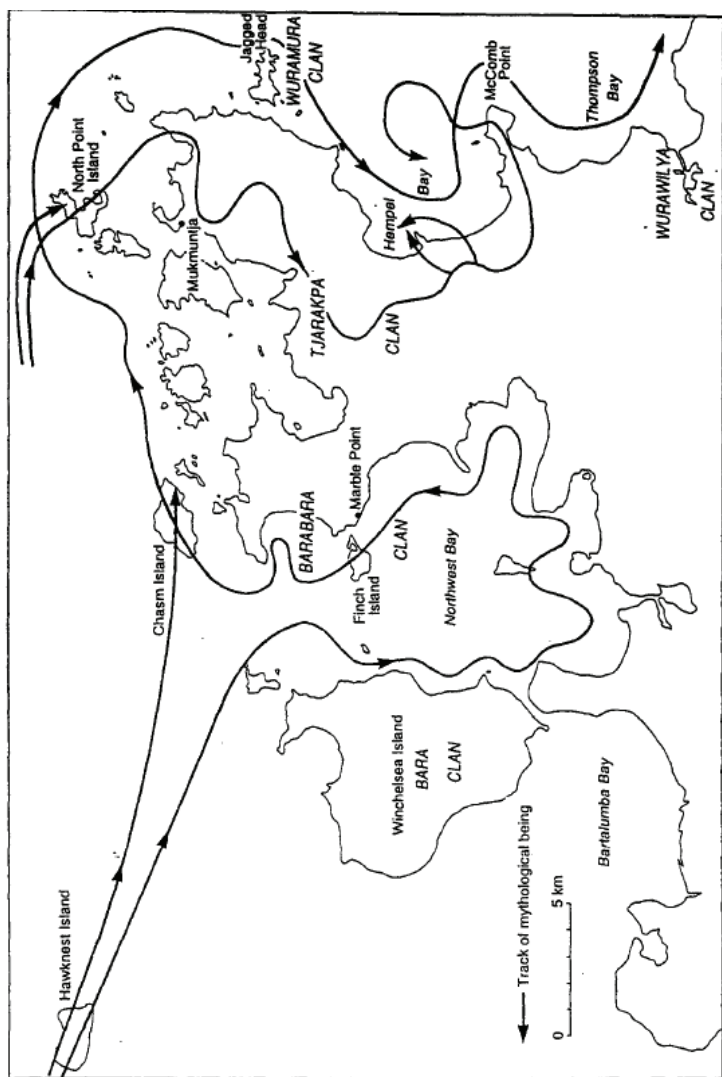 Hawknest Island
North Point
Island
Chasm Island
Mukmuntja
Jagged
Head
WURAMURA
CLAN
BARABARA
TJARAKPA
Marble Point
Finch
Island
CLAN
CLAN
Hempel
Bay
Winchelsea Island
BARA
CLAN
Northwest Bay
McComb
Point
Track of mythological being
0 5 km
Thompson
Bay
Bartalumba Bay
WURAWILYA
CLAN